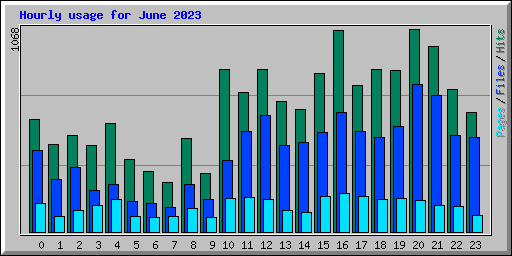 Hourly usage for June 2023
1068
Pages/Files/Hits
0 1 2 3 4 5 6 7 8 9 10 11 12 13 14 15 16 17 18 19 20 21 22 23